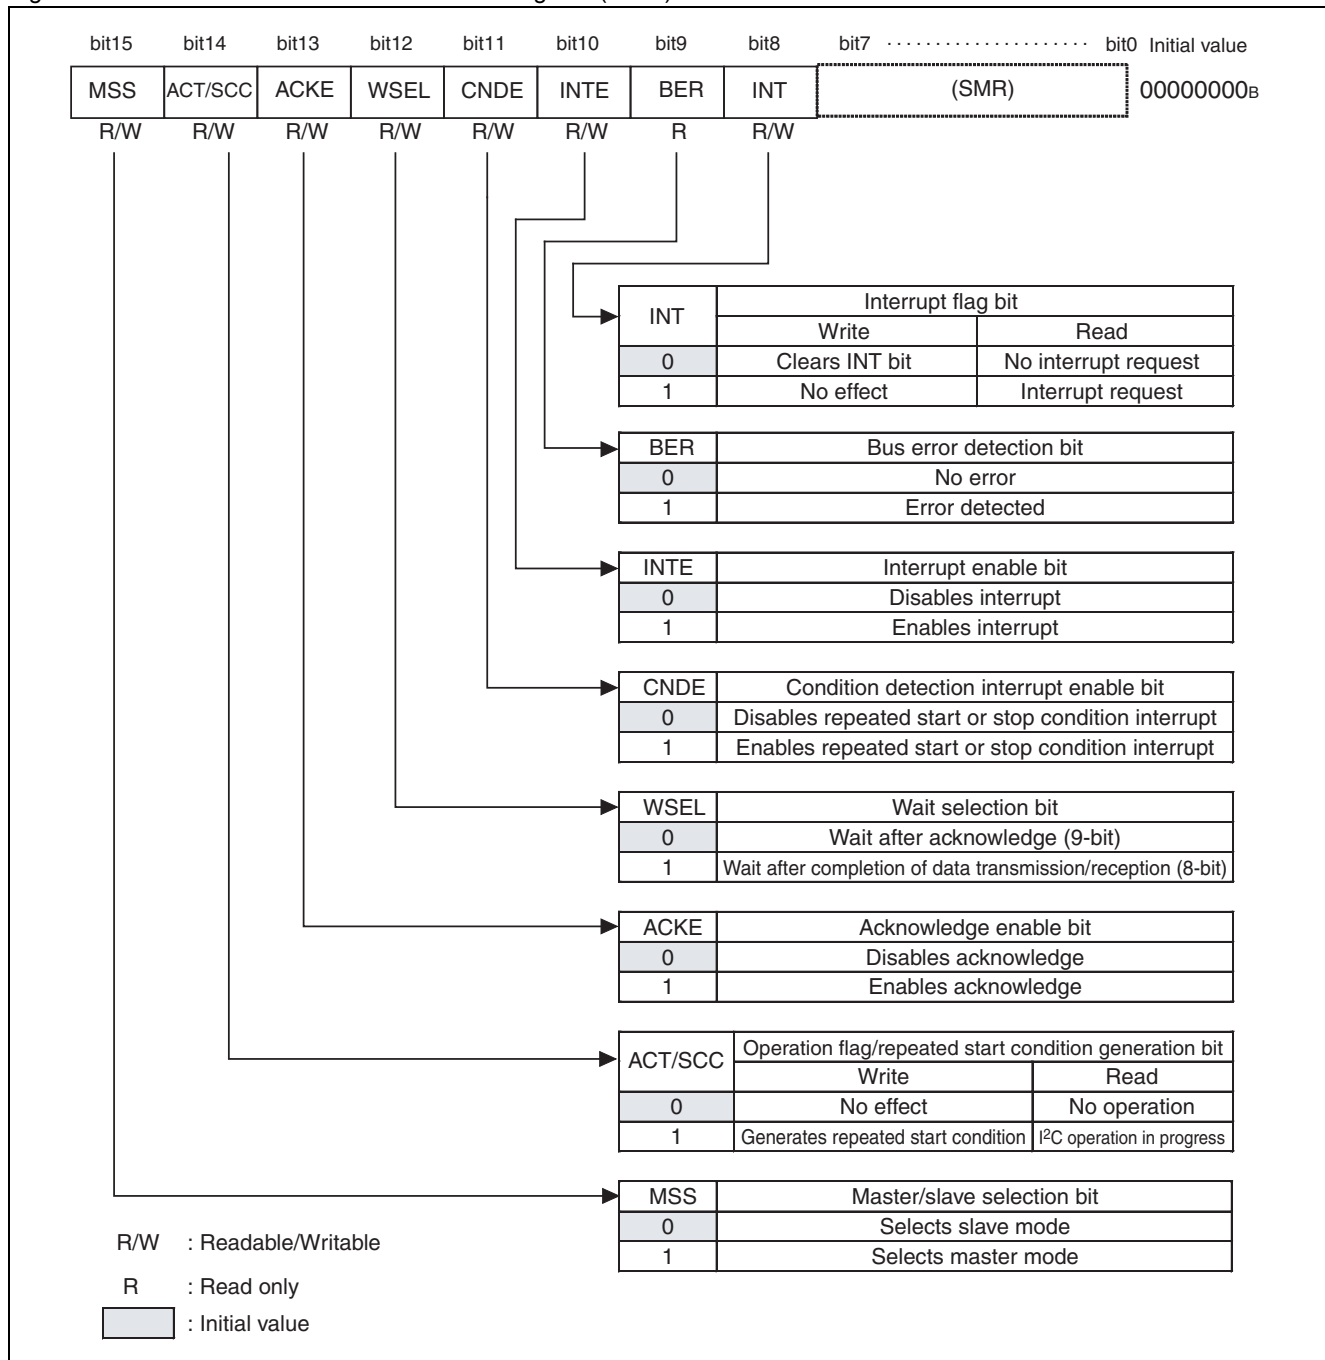 bit15 bit14 bit13 bit12 bit11 bit10 bit9 bit8 bit7 ····················· bit0 Initial value
MSS ACT/SCC ACKE WSEL CNDE INTE BER INT (SMR) 00000000B
R/W R/W R/W R/W R/W R/W R R/W
INT Interrupt flag bit
Write Read
0 Clears INT bit No interrupt request
1 No effect Interrupt request
BER Bus error detection bit
0 No error
1 Error detected
INTE Interrupt enable bit
0 Disables interrupt
1 Enables interrupt
CNDE Condition detection interrupt enable bit
0 Disables repeated start or stop condition interrupt
1 Enables repeated start or stop condition interrupt
WSEL Wait selection bit
0 Wait after acknowledge (9-bit)
1 Wait after completion of data transmission/reception (8-bit)
ACKE Acknowledge enable bit
0 Disables acknowledge
1 Enables acknowledge
ACT/SCC Operation flag/repeated start condition generation bit
Write Read
0 No effect No operation
1 Generates repeated start condition I²C operation in progress
MSS Master/slave selection bit
0 Selects slave mode
1 Selects master mode
R/W : Readable/Writable
R : Read only
: Initial value